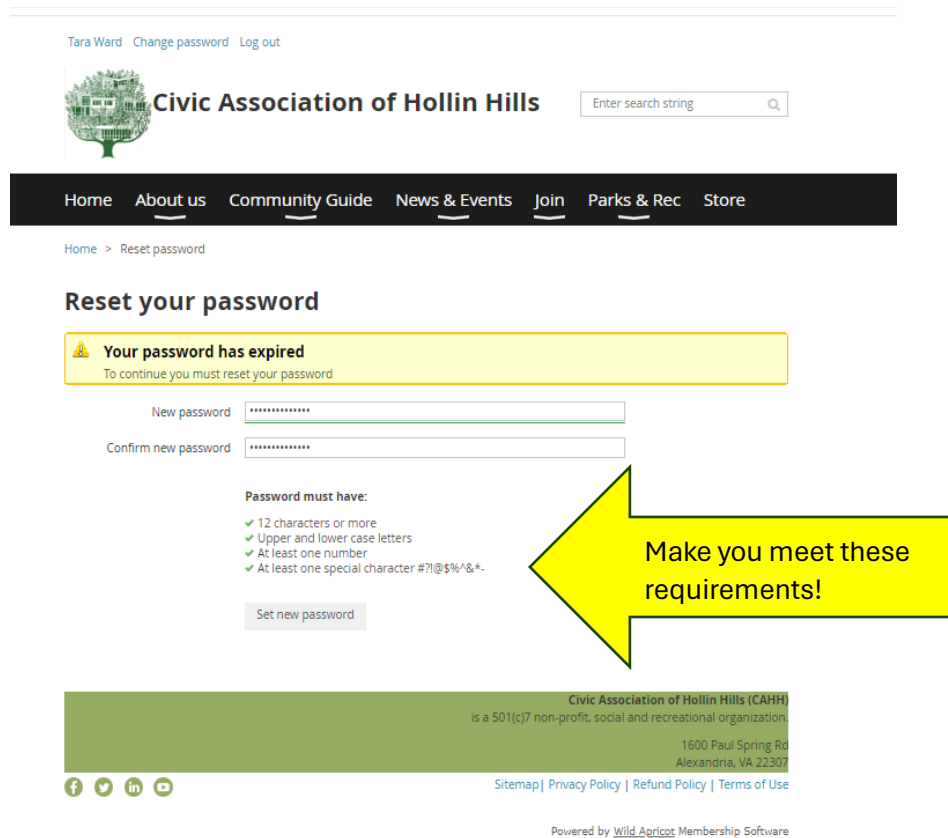 Tara Ward Change password Log out
Civic Association of Hollin Hills
Enter search string
Home About us Community Guide News & Events Join Parks & Rec Store
Home > Reset password
Reset your password
Your password has expired
To continue you must reset your password
New password ••••••••••••••
Confirm new password ••••••••••••••
Password must have:
✔ 12 characters or more
✔ Upper and lower case letters
✔ At least one number
✔ At least one special character #?!@$%^&*-
Make you meet these
requirements!
Set new password
Civic Association of Hollin Hills (CAHH)
is a 501(c)7 non-profit, social and recreational organization.
1600 Paul Spring Rd
Alexandria, VA 22307
Sitemap| Privacy Policy | Refund Policy | Terms of Use
Powered by Wild Apricot Membership Software